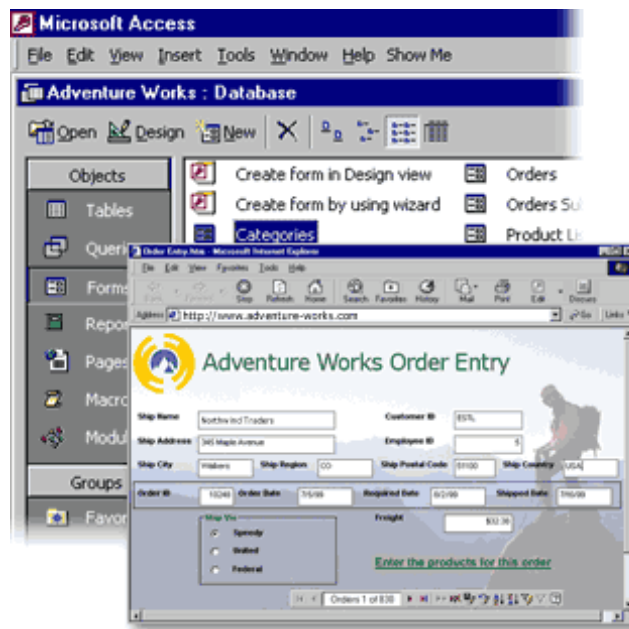 Microsoft Access
File Edit View Insert Tools Window Help Show Me
Adventure Works : Database
Open Design New
Objects
Create form in Design view
Orders
Tables
Create form by using wizard
Orders Su
Queri
Categories
Product Li
Order Entry.htm - Microsoft Internet Explorer
File Edit View Favorites Tools Help
Forms
Back Forward Stop Refresh Home Search Favorites History Mail Print Edit Discuss
Address http://www.adventure-works.com Go Links
Repor
Pages
Adventure Works Order Entry
Macro
Ship Name Northwind Traders Customer ID ESTL
Modul
Ship Address 345 Maple Avenue Employee ID 5
Ship City Ship Region CO Ship Postal Code Ship Country USA
Groups
Order ID 10248 Order Date 7/5/98 Required Date 8/2/98 Shipped Date 7/16/98
Favor
Ship Via Freight $32.38
Speedy
United
Federal
Enter the products for this order
Orders 1 of 830